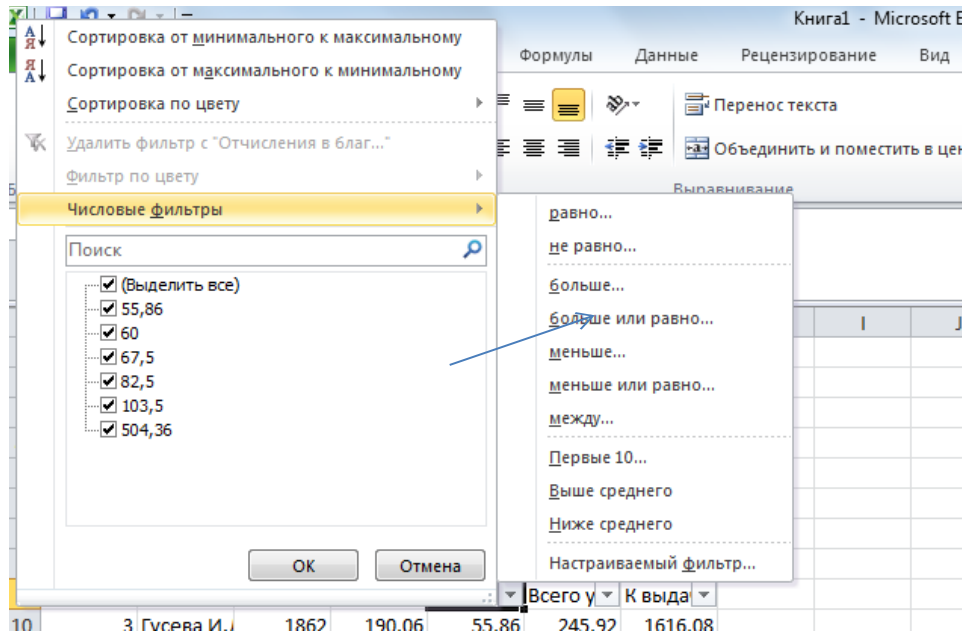 Книга1 - Microsoft E
Формулы Данные Рецензирование Вид
Перенос текста
Объединить и поместить в цен
Выравнивание
Сортировка от минимального к максимальному
Сортировка от максимального к минимальному
Сортировка по цвету
Удалить фильтр с "Отчисления в благ..."
Фильтр по цвету
Числовые фильтры
Поиск
(Выделить все)
55,86
60
67,5
82,5
103,5
504,36
ОК Отмена
равно...
не равно...
больше...
больше или равно...
меньше...
меньше или равно...
между...
Первые 10...
Выше среднего
Ниже среднего
Настраиваемый фильтр...
I J
Всего у К выда
10 3 Гусева И. 1862 190,06 55,86 245,92 1616,08